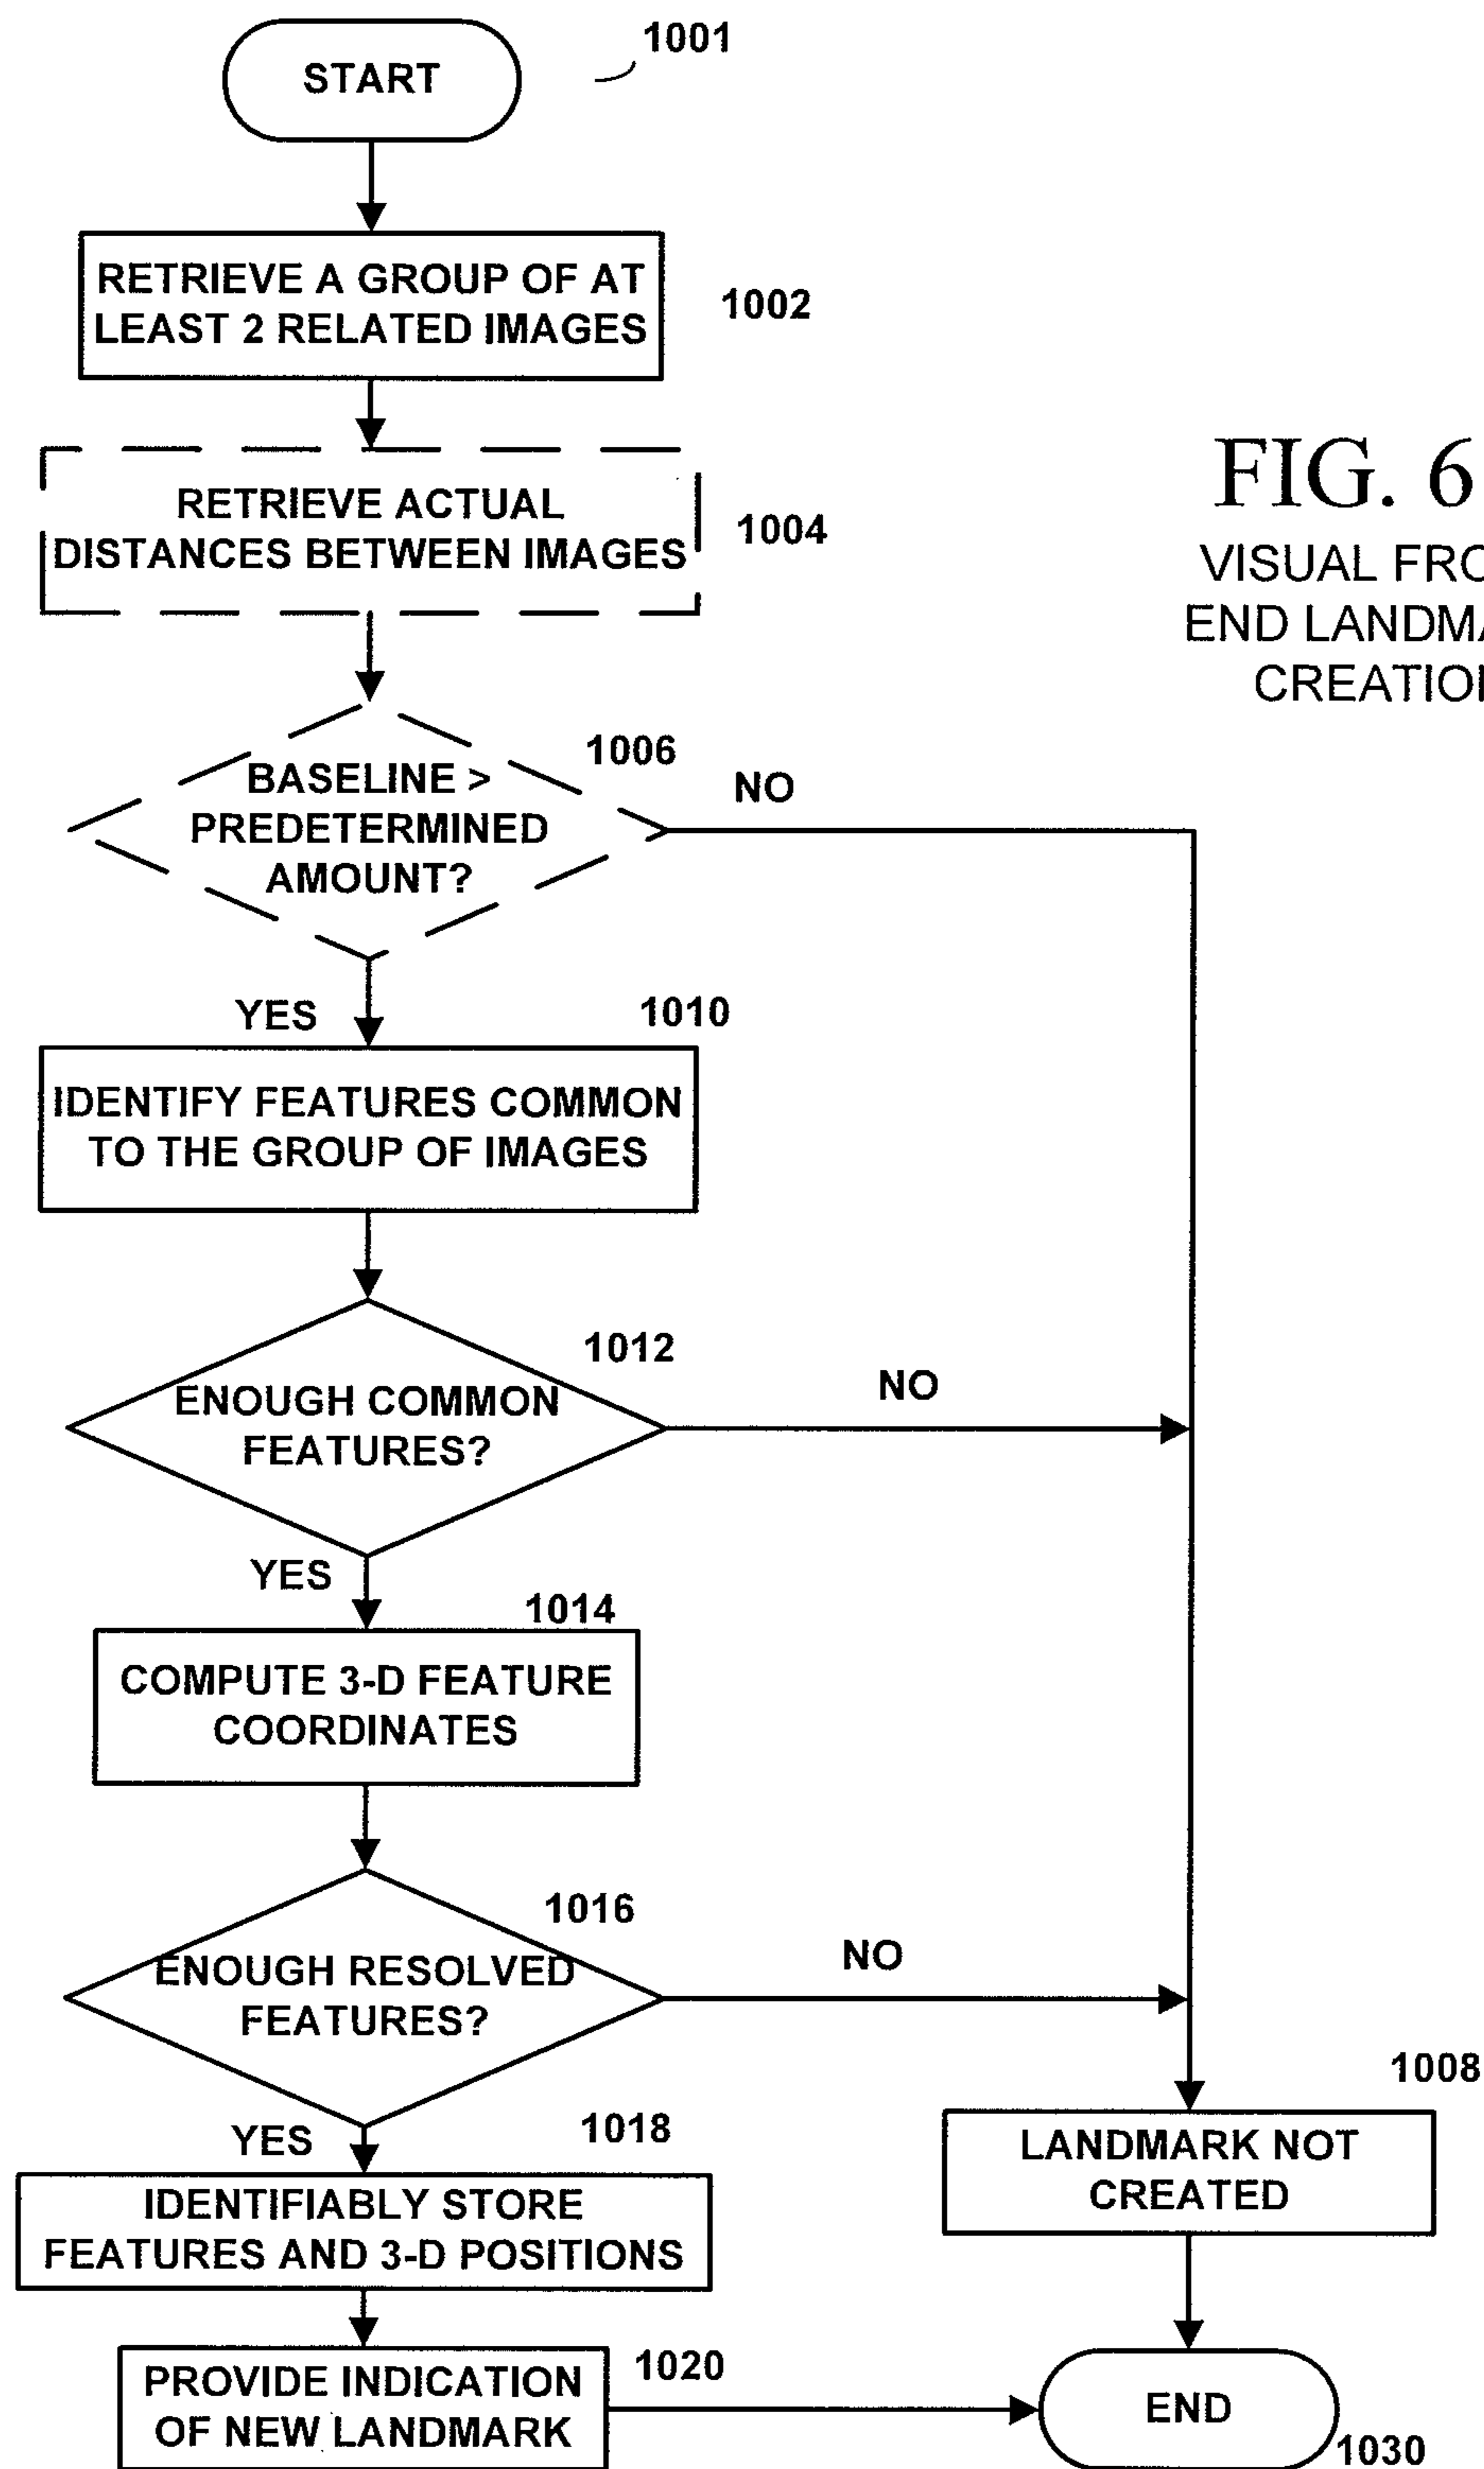 START
1001
RETRIEVE A GROUP OF AT
LEAST 2 RELATED IMAGES
1002
RETRIEVE ACTUAL
DISTANCES BETWEEN IMAGES
1004
FIG. 6
VISUAL
END
1006
BASELINE >
PREDETERMINED
AMOUNT?
NO
YES
1010
IDENTIFY FEATURES COMMON
TO THE GROUP OF IMAGES
1012
ENOUGH COMMON
FEATURES?
NO
YES
1014
COMPUTE 3-D FEATURE
COORDINATES
1016
ENOUGH RESOLVED
FEATURES?
NO
YES
1018
IDENTIFIABLY STORE
FEATURES AND 3-D POSITIONS
1008
LANDMARK NOT
CREATED
1020
PROVIDE INDICATION
OF NEW LANDMARK
END
1030